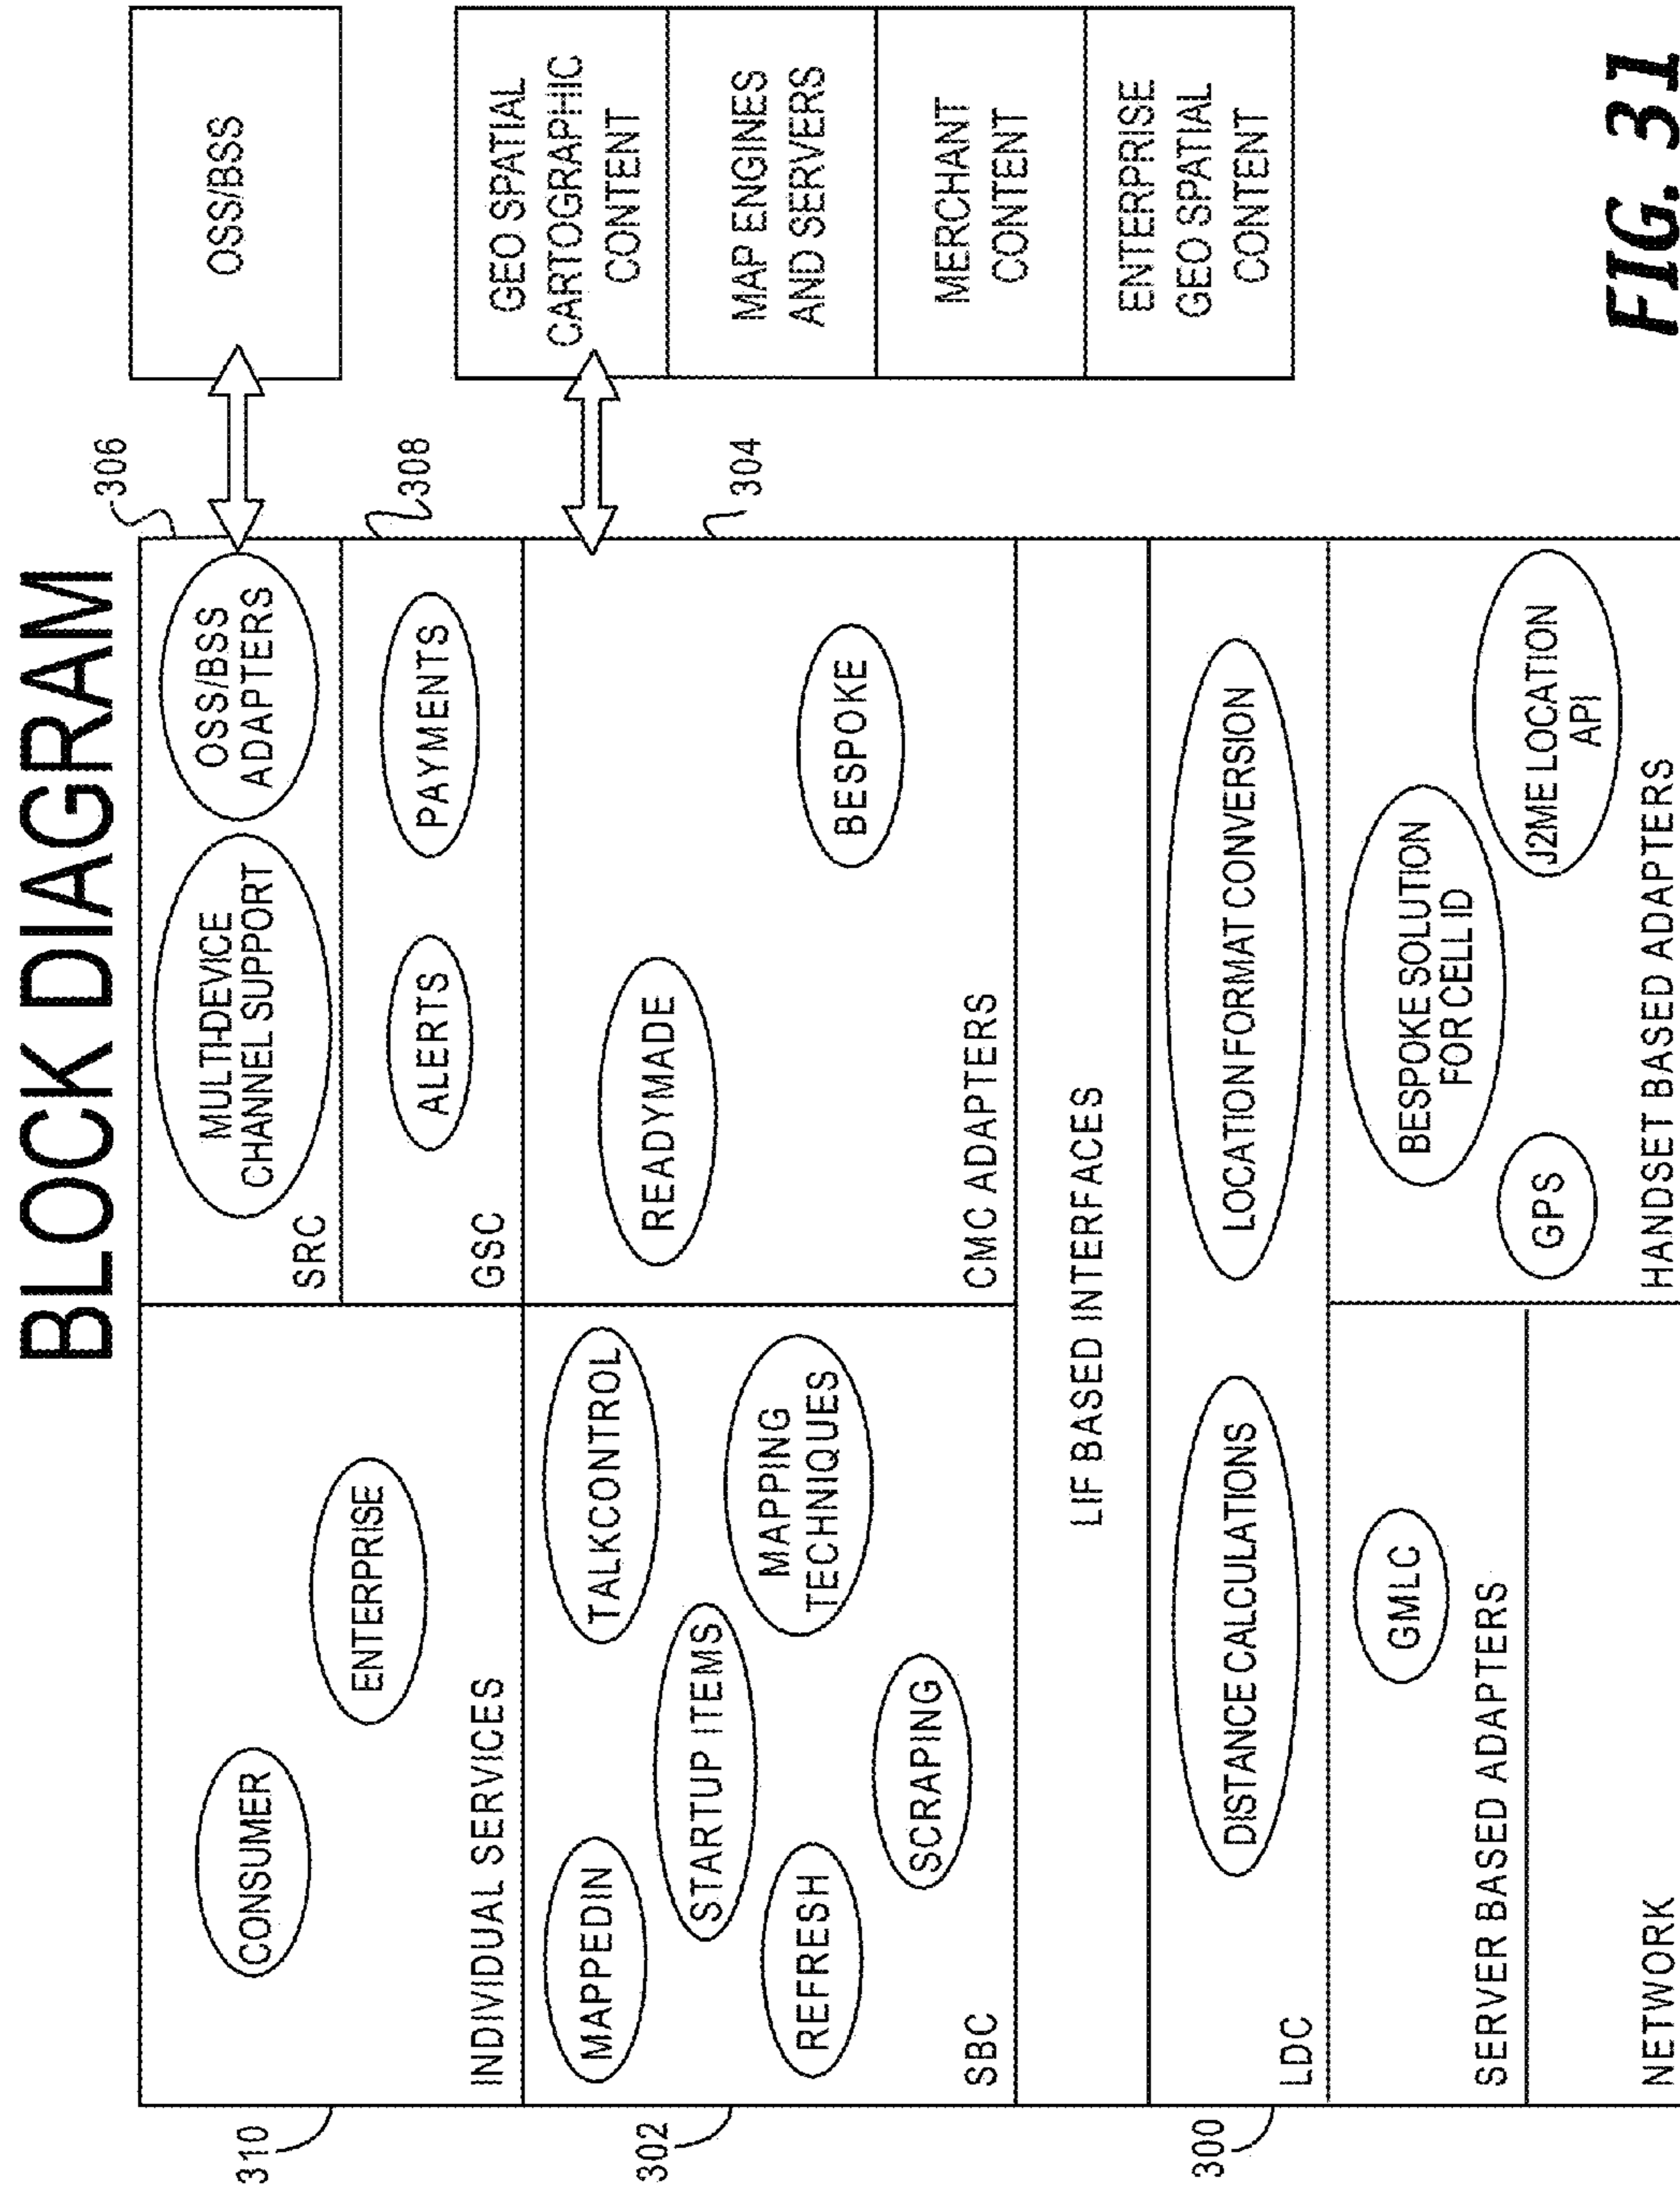 BLOCK DIAGRAM
310
CONSUMER
ENTERPRISE
INDIVIDUAL SERVICES
MULTI-DEVICE
CHANNEL SUPPORT
OSS/BSS
ADAPTERS
SRC
306
OSS/BSS
ALERTS
PAYMENTS
GSC
308
302
MAPPEDIN
TALKCONTROL
STARTUP ITEMS
MAPPING
TECHNIQUES
REFRESH
SCRAPING
SBC
READYMADE
BESPOKE
CMC ADAPTERS
304
GEO SPATIAL
CARTOGRAPHIC
CONTENT
MAP ENGINES
AND SERVERS
MERCHANT
CONTENT
ENTERPRISE
GEO SPATIAL
CONTENT
LIF BASED INTERFACES
300
DISTANCE CALCULATIONS
LOCATION FORMAT CONVERSION
LDC
GMLC
SERVER BASED ADAPTERS
NETWORK
BESPOKE SOLUTION
FOR CELL ID
GPS
J2ME LOCATION
API
HANDSET BASED ADAPTERS
FIG. 31